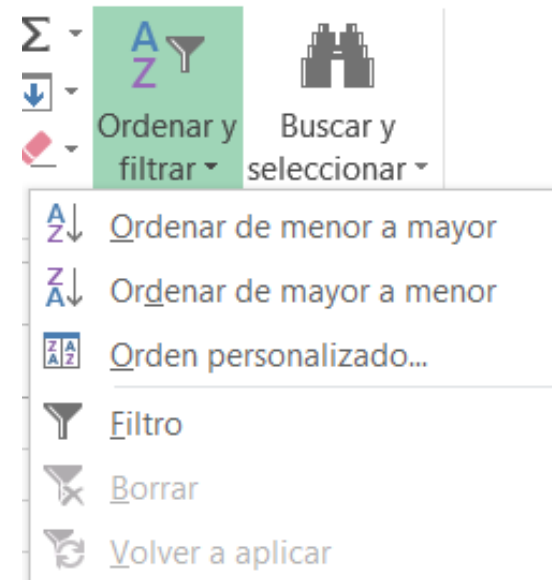 Σ
A
Z
Ordenar y
filtrar
Buscar y
seleccionar
A
Z
Ordenar de menor a mayor
Z
A
Ordenar de mayor a menor
Z A
A Z
Orden personalizado...
Filtro
Borrar
Volver a aplicar